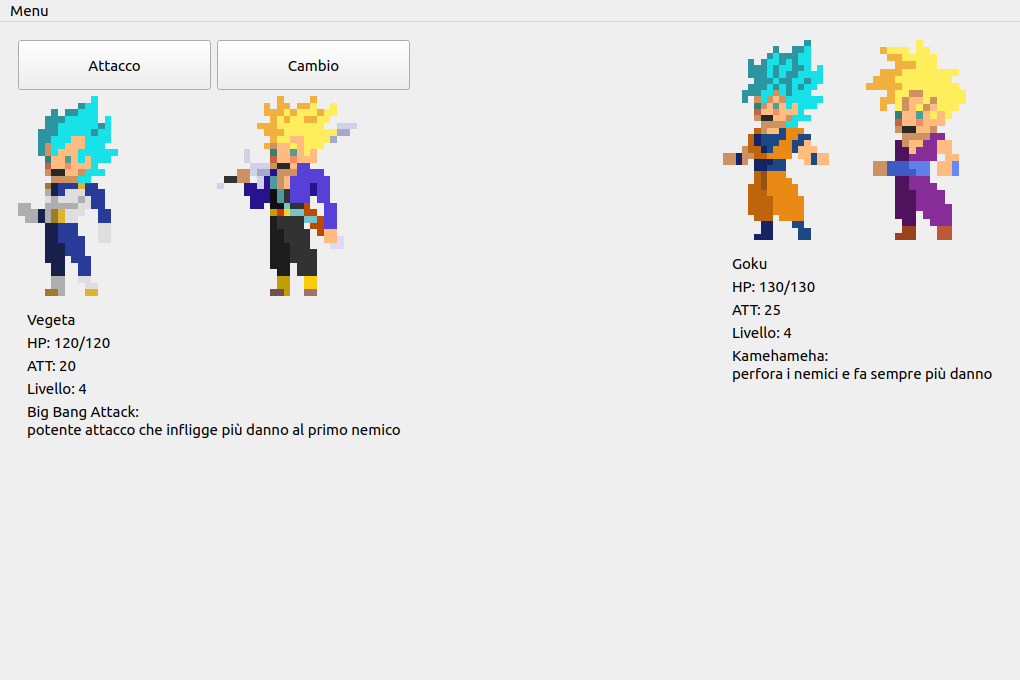 Menu
Attacco
Cambio
Vegeta
HP: 120/120
ATT: 20
Livello: 4
Big Bang Attack:
potente attacco che infligge più danno al primo nemico
Goku
HP: 130/130
ATT: 25
Livello: 4
Kamehameha:
perfora i nemici e fa sempre più danno